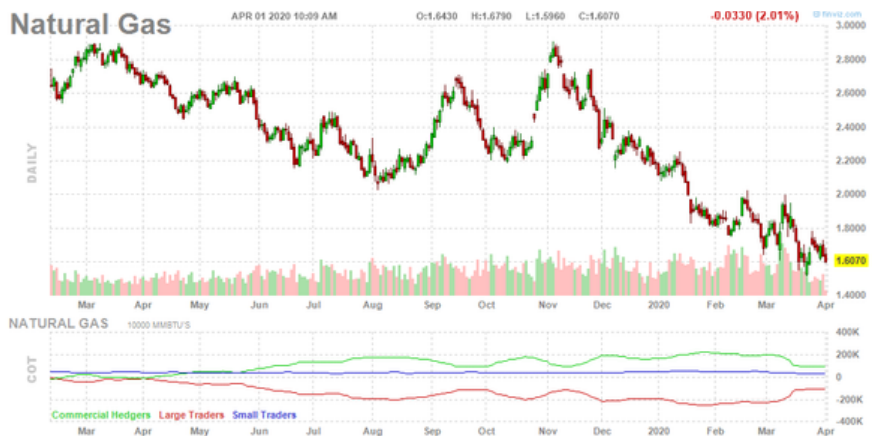 Natural Gas
APR 01 2020 10:09 AM O:1.6430 H:1.6790 L:1.5960 C:1.6070 -0.0330 (2.01%) © finviz.com
3.0000
2.8000
2.6000
2.4000
2.2000
2.0000
1.8000
1.6070
1.4000
DAILY
Mar Apr May Jun Jul Aug Sep Oct Nov Dec 2020 Feb Mar Apr
NATURAL GAS 10000 MMBTU'S
400K
200K
0
-200K
-400K
COT
Commercial Hedgers Large Traders Small Traders
Mar Apr May Jun Jul Aug Sep Oct Nov Dec 2020 Feb Mar Apr